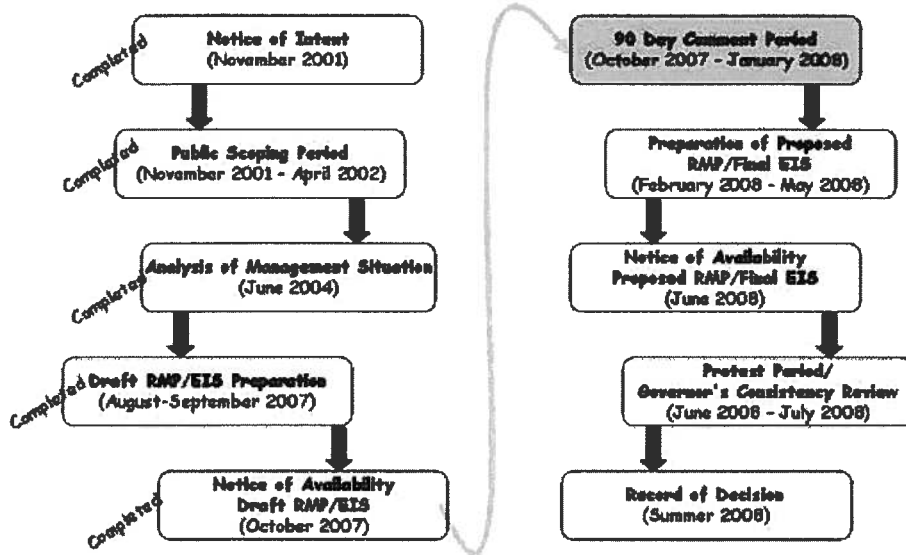 Completed
Notice of Intent
(November 2001)
Completed
Public Scoping Period
(November 2001 - April 2002)
Completed
Analysis of Management Situation
(June 2004)
Completed
Draft RMP/EIS Preparation
(August-September 2007)
Completed
Notice of Availability
Draft RMP/EIS
(October 2007)
90 Day Comment Period
(October 2007 - January 2008)
Preparation of Proposed
RMP/Final EIS
(February 2008 - May 2008)
Notice of Availability
Proposed RMP/Final EIS
(June 2008)
Protest Period/
Governor's Consistency Review
(June 2008 - July 2008)
Record of Decision
(Summer 2008)